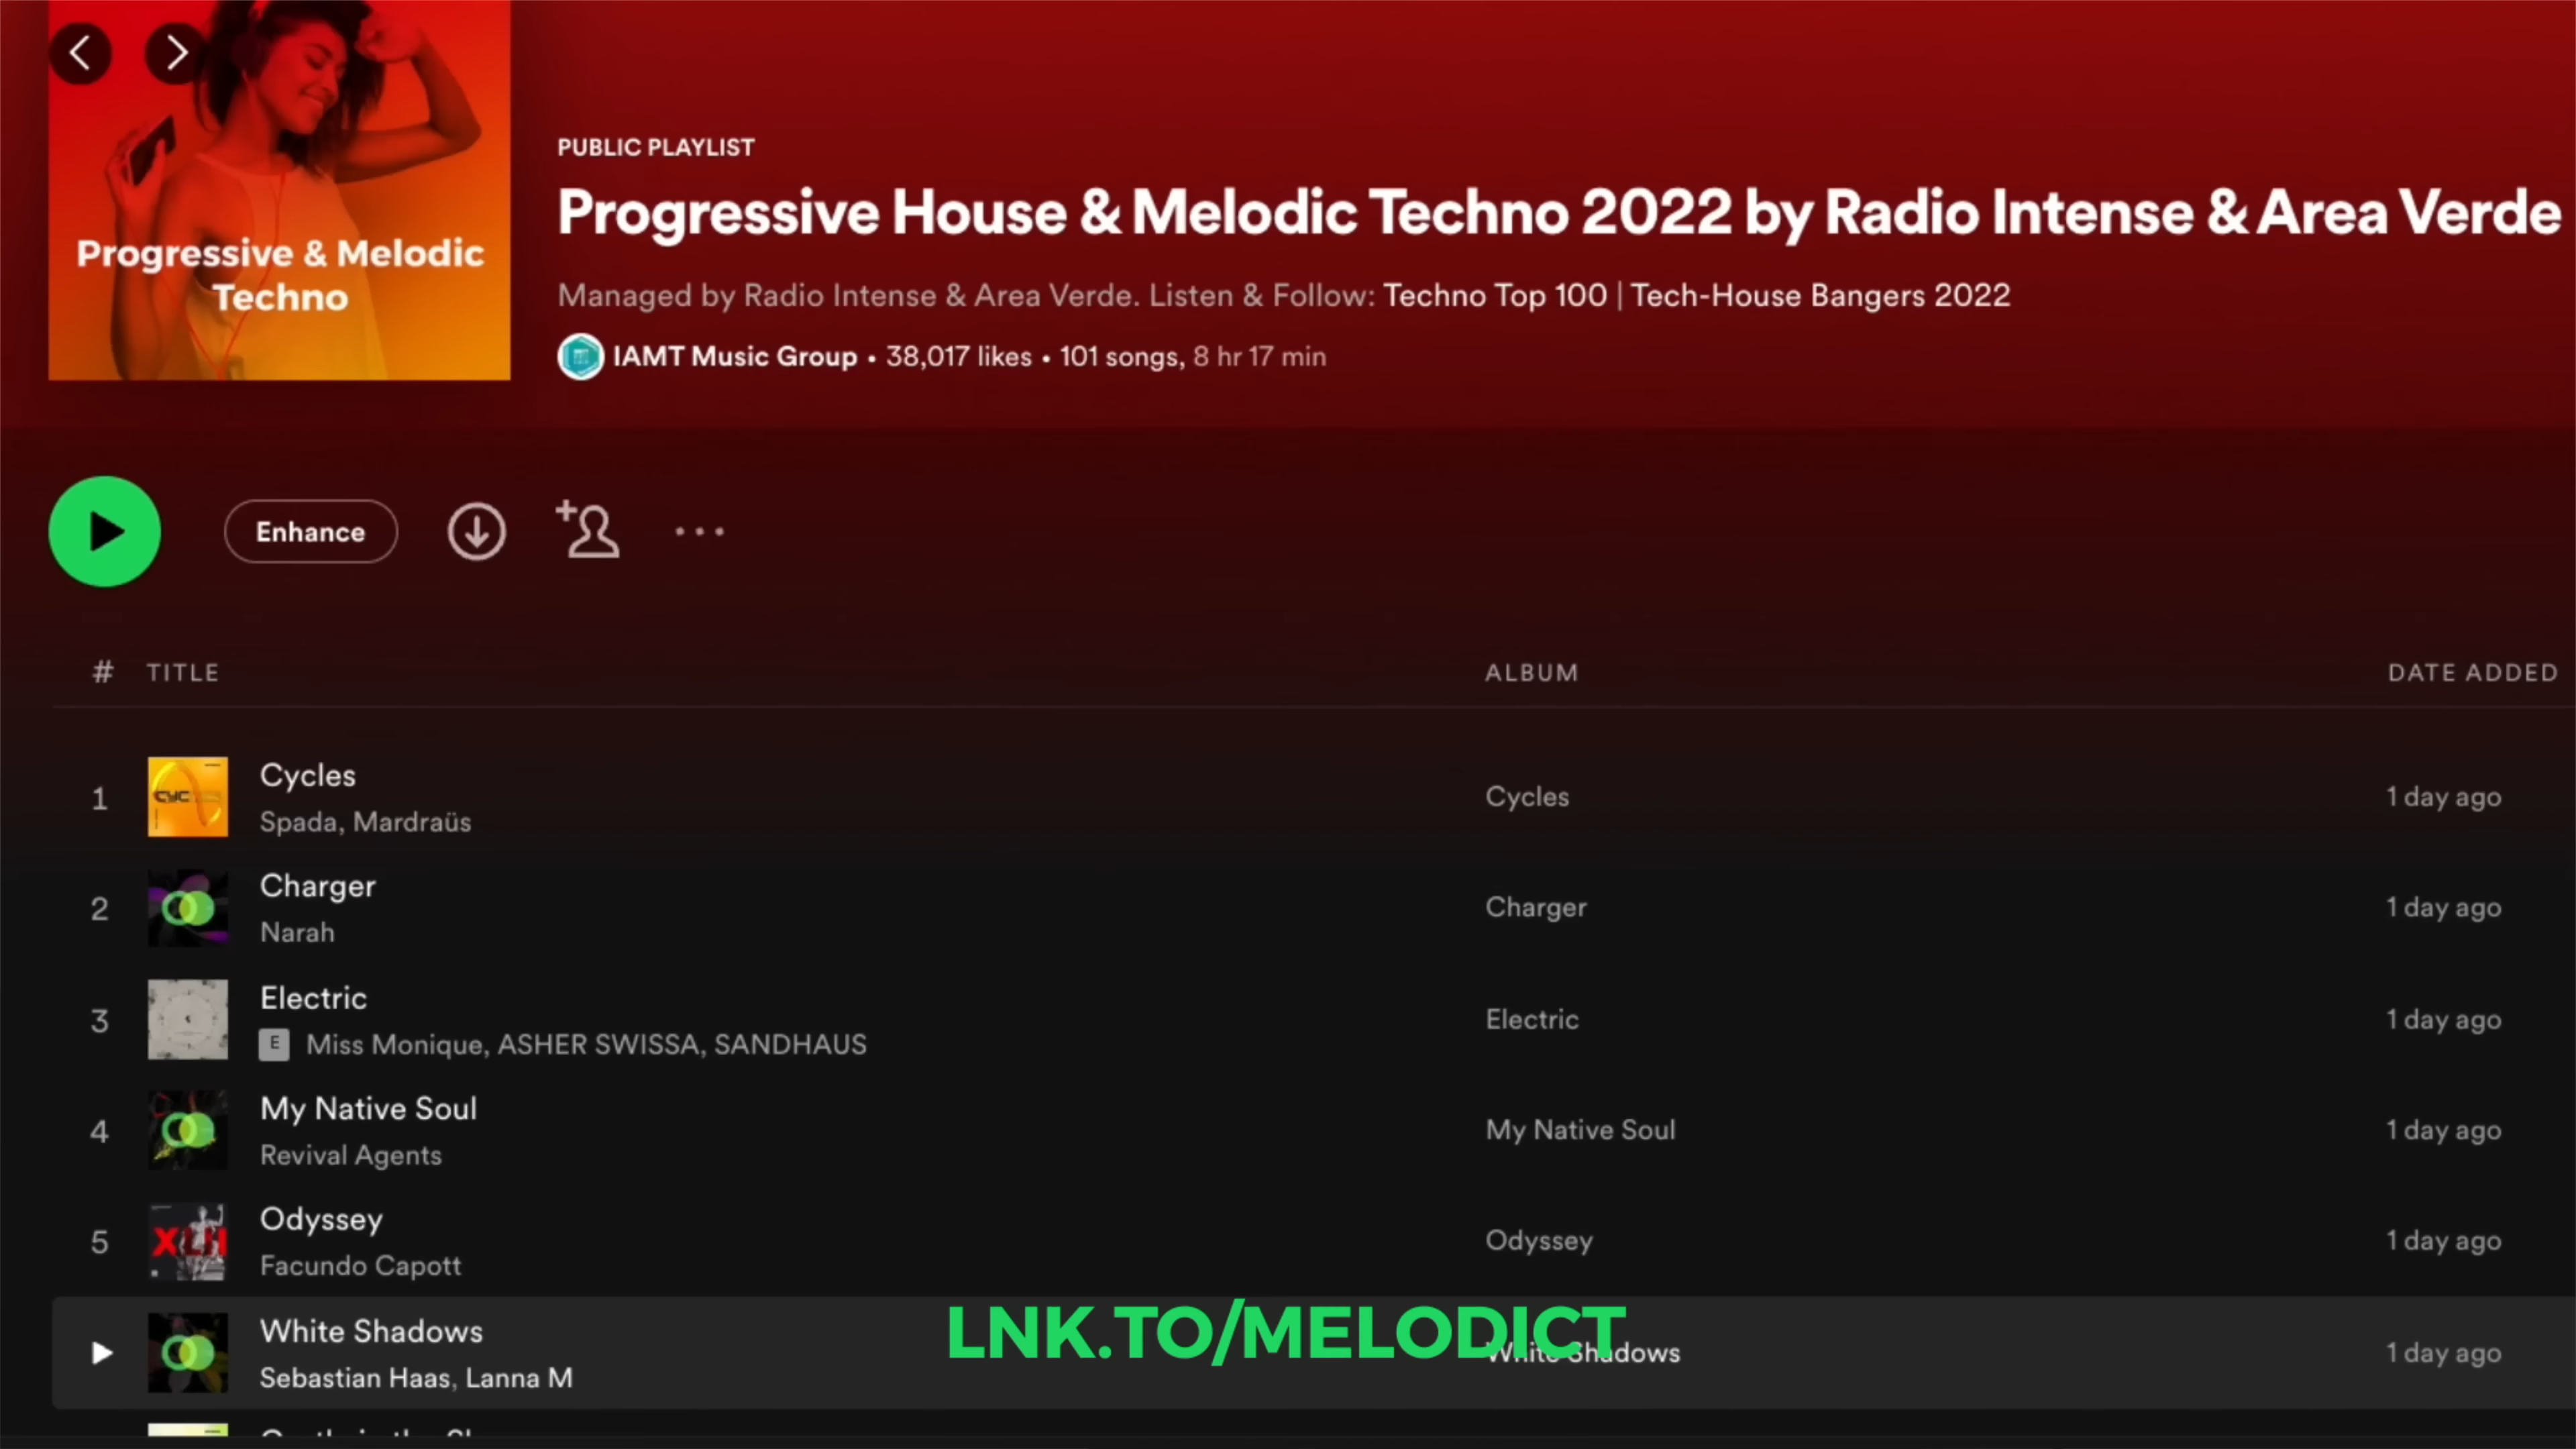 PUBLIC PLAYLIST
Progressive House & Melodic Techno 2022 by Radio Intense & Area Verde
Progressive & Melodic
Techno
Managed by Radio Intense & Area Verde. Listen & Follow: Techno Top 100 | Tech-House Bangers 2022
IAMT Music Group • 38,017 likes • 101 songs, 8 hr 17 min
Enhance
# TITLE ALBUM DATE ADDED
1 Cycles Cycles 1 day ago
Spada, Mardraüs
2 Charger Charger 1 day ago
Narah
3 Electric Electric 1 day ago
E Miss Monique, ASHER SWISSA, SANDHAUS
4 My Native Soul My Native Soul 1 day ago
Revival Agents
XLII
5 Odyssey Odyssey 1 day ago
Facundo Capott
White Shadows White Shadows 1 day ago
Sebastian Haas, Lanna M
LNK.TO/MELODICT